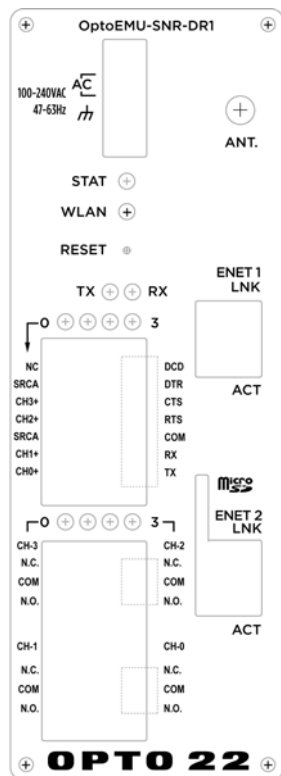 OptoEMU-SNR-DR1
100-240VAC AC
47-63Hz
ANT.
STAT
WLAN
RESET
ENET 1
LNK
TX RX
0 3
ACT
NC DCD
SRCA DTR
CH3+ CTS
CH2+ RTS
SRCA COM
CH1+ RX
CH0+ TX
Micro SD
ENET 2
LNK
0 3
CH-3 CH-2
N.C. N.C.
COM COM
N.O. N.O.
ACT
CH-1 CH-0
N.C. N.C.
COM COM
N.O. N.O.
OPTO 22